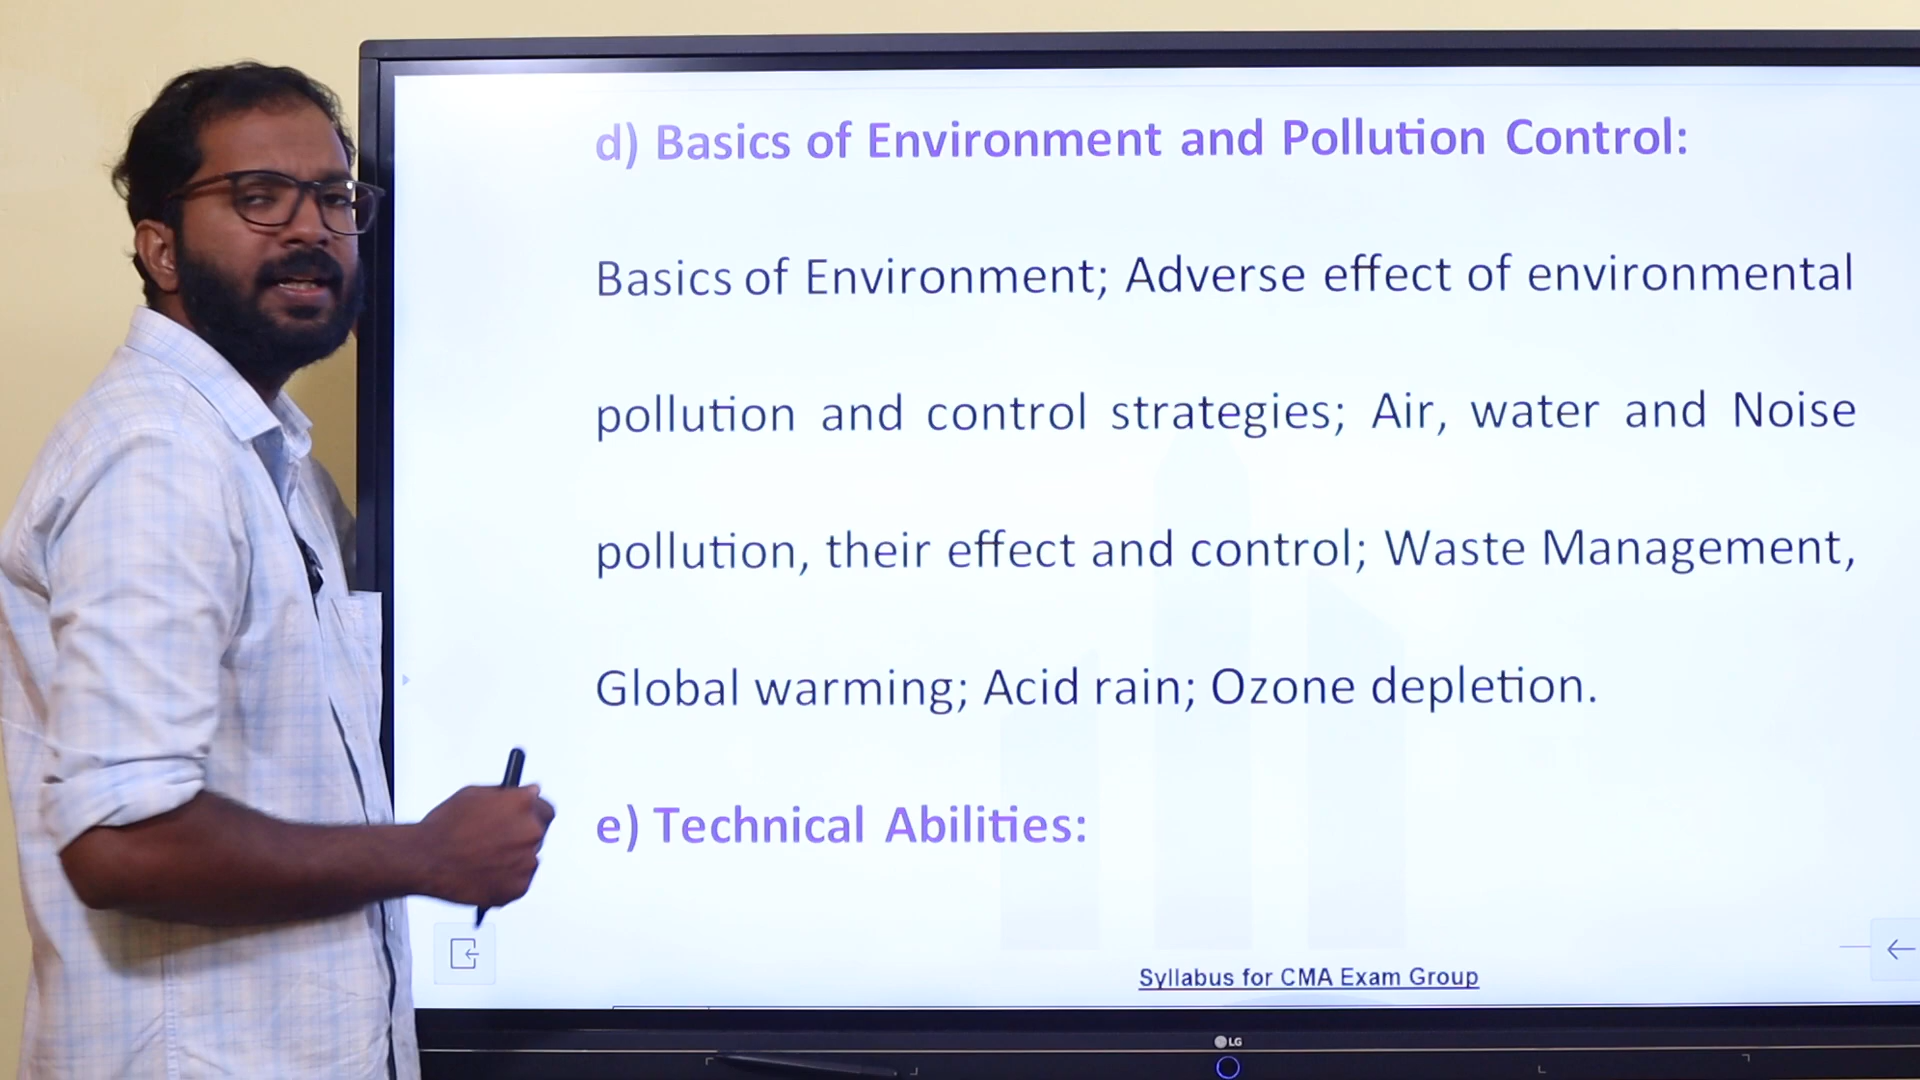 d) Basics of Environment and Pollution Control:
Basics of Environment; Adverse effect of environmental
pollution and control strategies; Air, water and Noise
pollution, their effect and control; Waste Management,
Global warming; Acid rain; Ozone depletion.
e) Technical Abilities:
Syllabus for CMA Exam Group
LG